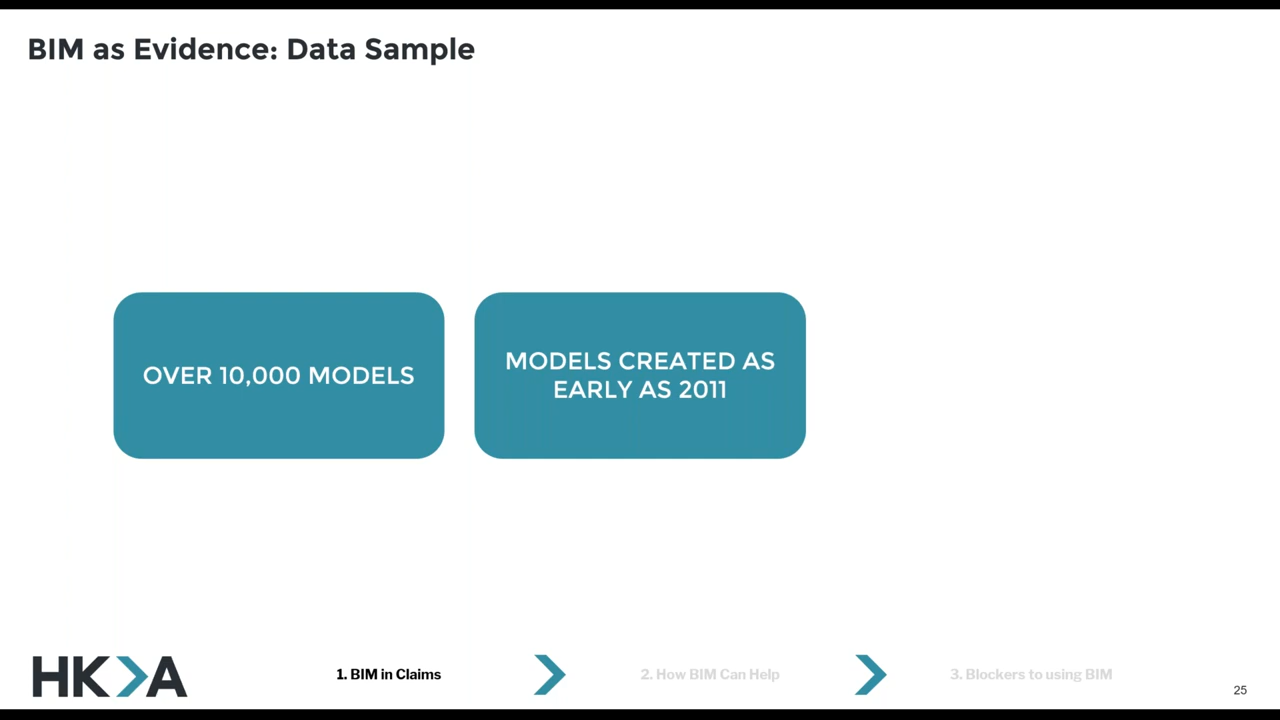 BIM as Evidence: Data Sample
OVER 10,000 MODELS
MODELS CREATED AS
EARLY AS 2011
HKA
1. BIM in Claims
2. How BIM Can Help
3. Blockers to using BIM
25